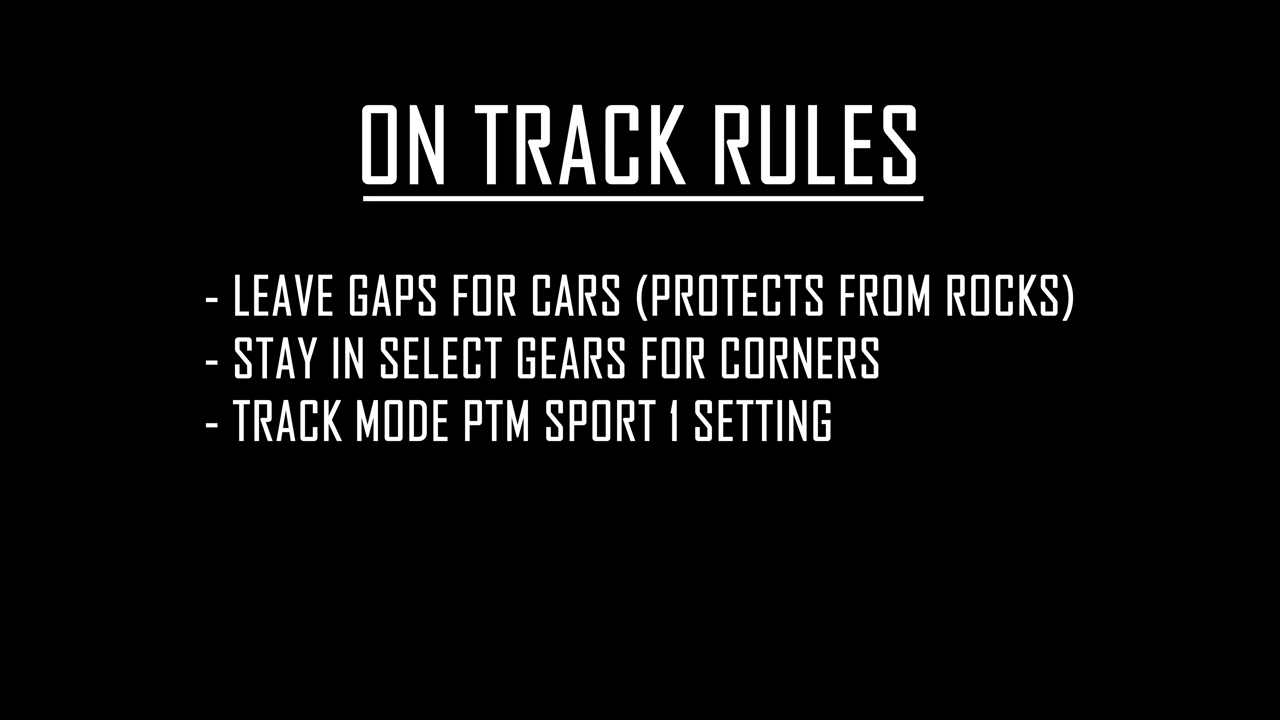 ON TRACK RULES
- LEAVE GAPS FOR CARS (PROTECTS FROM ROCKS)
- STAY IN SELECT GEARS FOR CORNERS
- TRACK MODE PTM SPORT 1 SETTING